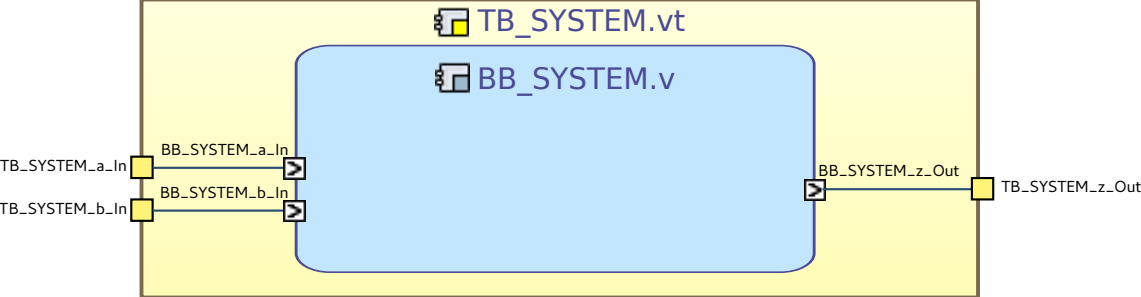 TB_SYSTEM.vt
BB_SYSTEM.v
BB_SYSTEM_a_In
TB_SYSTEM_a_In
BB_SYSTEM_z_Out
TB_SYSTEM_z_Out
BB_SYSTEM_b_In
TB_SYSTEM_b_In